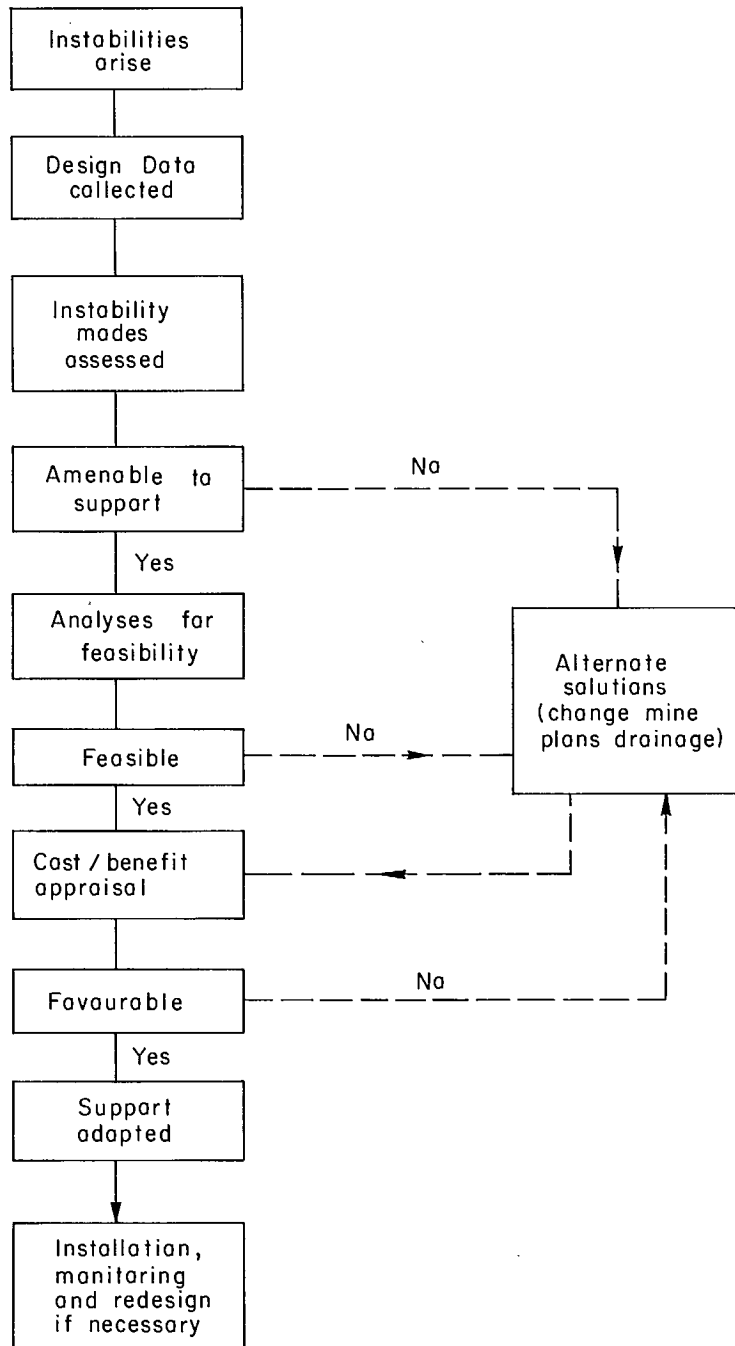 Instabilities
arise
Design Data
collected
Instability
modes
assessed
Amenable to
support
No
Yes
Analyses for
feasibility
Alternate
solutions
(change mine
plans drainage)
Feasible
No
Yes
Cost / benefit
appraisal
Favourable
No
Yes
Support
adopted
Installation,
monitoring
and redesign
if necessary